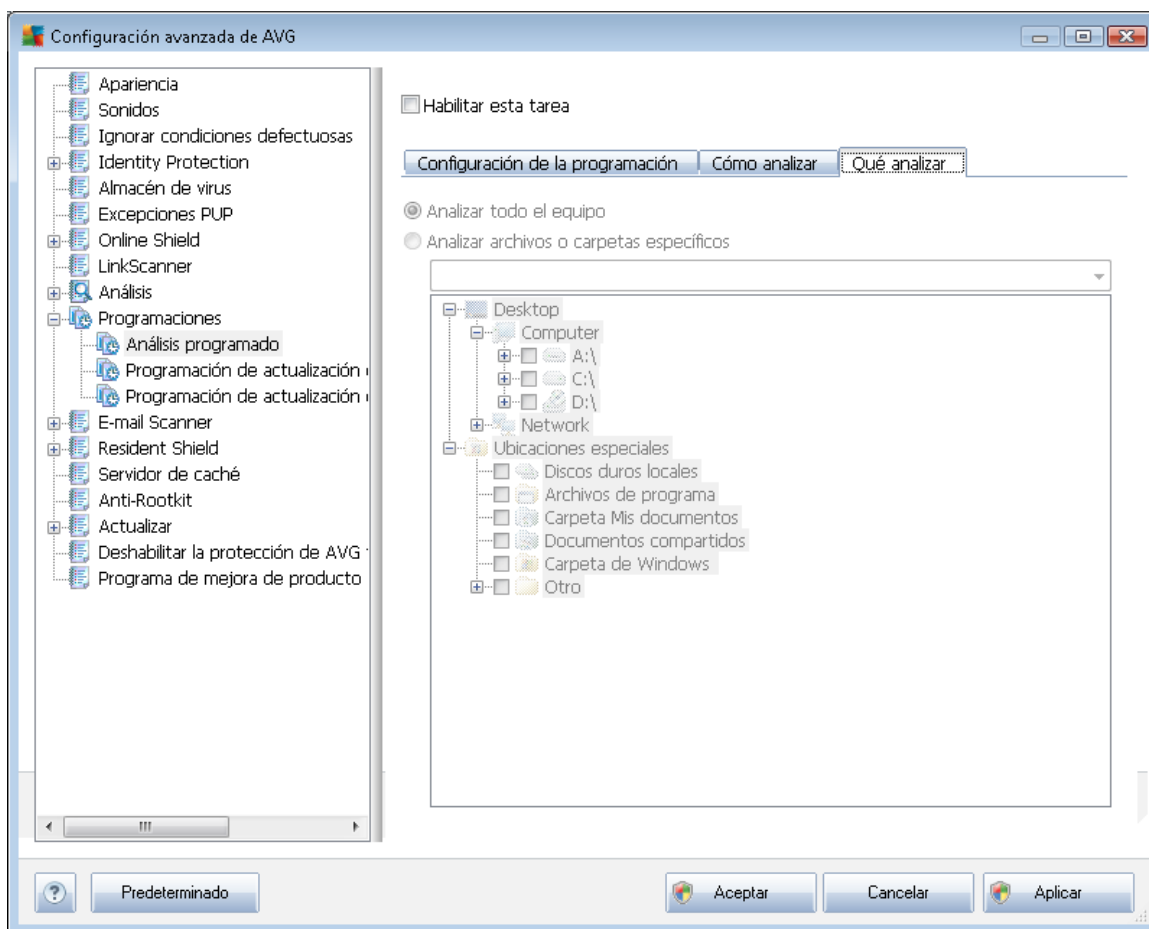 Configuración avanzada de AVG
Apariencia
Sonidos
Ignorar condiciones defectuosas
Identity Protection
Almacén de virus
Excepciones PUP
Online Shield
LinkScanner
Análisis
Programaciones
Análisis programado
Programación de actualización
Programación de actualización
E-mail Scanner
Resident Shield
Servidor de caché
Anti-Rootkit
Actualizar
Deshabilitar la protección de AVG
Programa de mejora de producto
Habilitar esta tarea
Configuración de la programación Cómo analizar Qué analizar
Analizar todo el equipo
Analizar archivos o carpetas específicos
Desktop
Computer
A:\
C:\
D:\
Network
Ubicaciones especiales
Discos duros locales
Archivos de programa
Carpeta Mis documentos
Documentos compartidos
Carpeta de Windows
Otro
? Predeterminado Aceptar Cancelar Aplicar